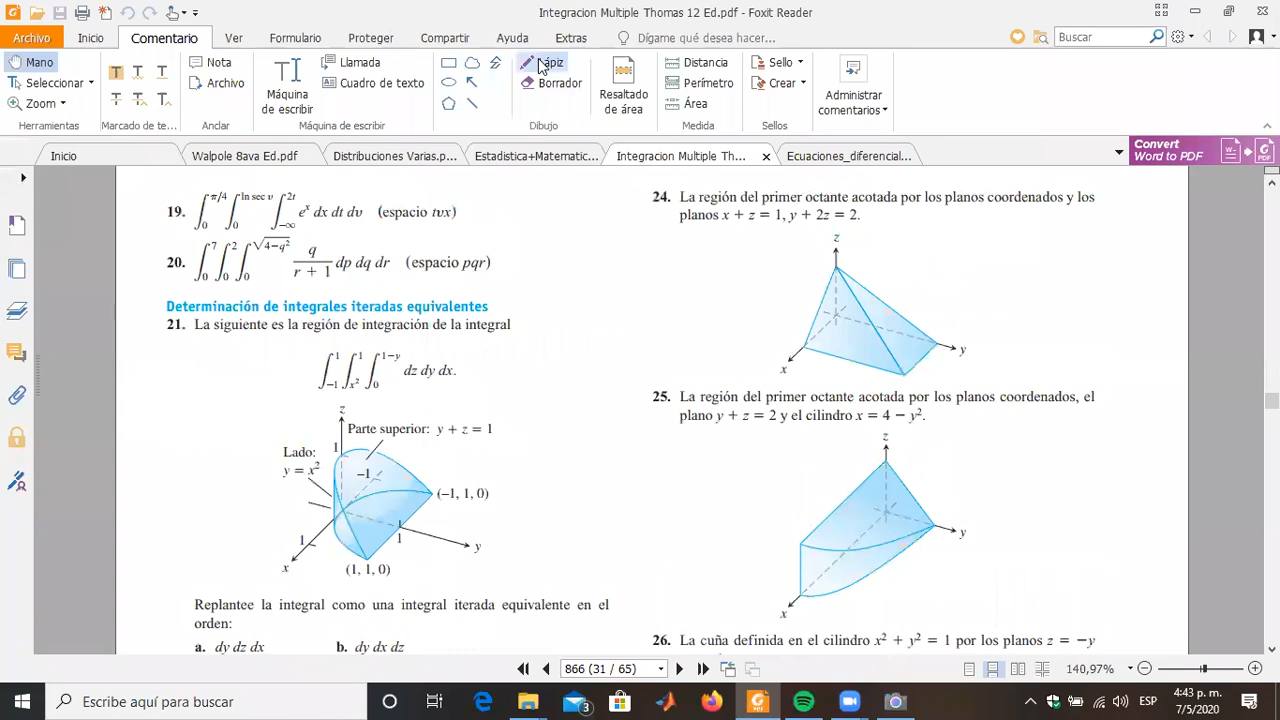 Integracion Multiple Thomas 12 Ed.pdf - Foxit Reader
Archivo Inicio Comentario Ver Formulario Proteger Compartir Ayuda Extras Dígame qué desea hacer... Buscar
Mano
Seleccionar
Zoom
Herramientas
T T T
T T T
Marcado de te...
Nota
Archivo
Anclar
Máquina de escribir
Llamada
Cuadro de texto
Máquina de escribir
Borrador
Dibujo
Resaltado de área
Distancia
Perímetro
Área
Medida
Sello
Crear
Sellos
Administrar comentarios
Inicio Walpole 8ava Ed.pdf Distribuciones Varias.p... Estadistica+Matematic... Integracion Multiple Th... Ecuaciones_diferencial...
Convert
Word to PDF
19. ∫₀^{π/4} ∫₀^{ln sec v} ∫_{-∞}^{2t} eˣ dx dt dv (espacio tvx)
20. ∫₀^7 ∫₀^2 ∫₀^{√(4−q²)} q/(r + 1) dp dq dr (espacio pqr)
Determinación de integrales iteradas equivalentes
21. La siguiente es la región de integración de la integral
∫_{-1}^1 ∫_{x²}^1 ∫₀^{1−y} dz dy dx.
z
Parte superior: y + z = 1
1
Lado:
y = x²
−1
(−1, 1, 0)
1
1
y
x
(1, 1, 0)
Replantee la integral como una integral iterada equivalente en el
orden:
a. dy dz dx b. dy dx dz
24. La región del primer octante acotada por los planos coordenados y los
planos x + z = 1, y + 2z = 2.
z
y
x
25. La región del primer octante acotada por los planos coordenados, el
plano y + z = 2 y el cilindro x = 4 − y².
z
y
x
26. La cuña definida en el cilindro x² + y² = 1 por los planos z = −y
866 (31 / 65)
140,97%
Escribe aquí para buscar
3
ESP
4:43 p. m.
7/5/2020